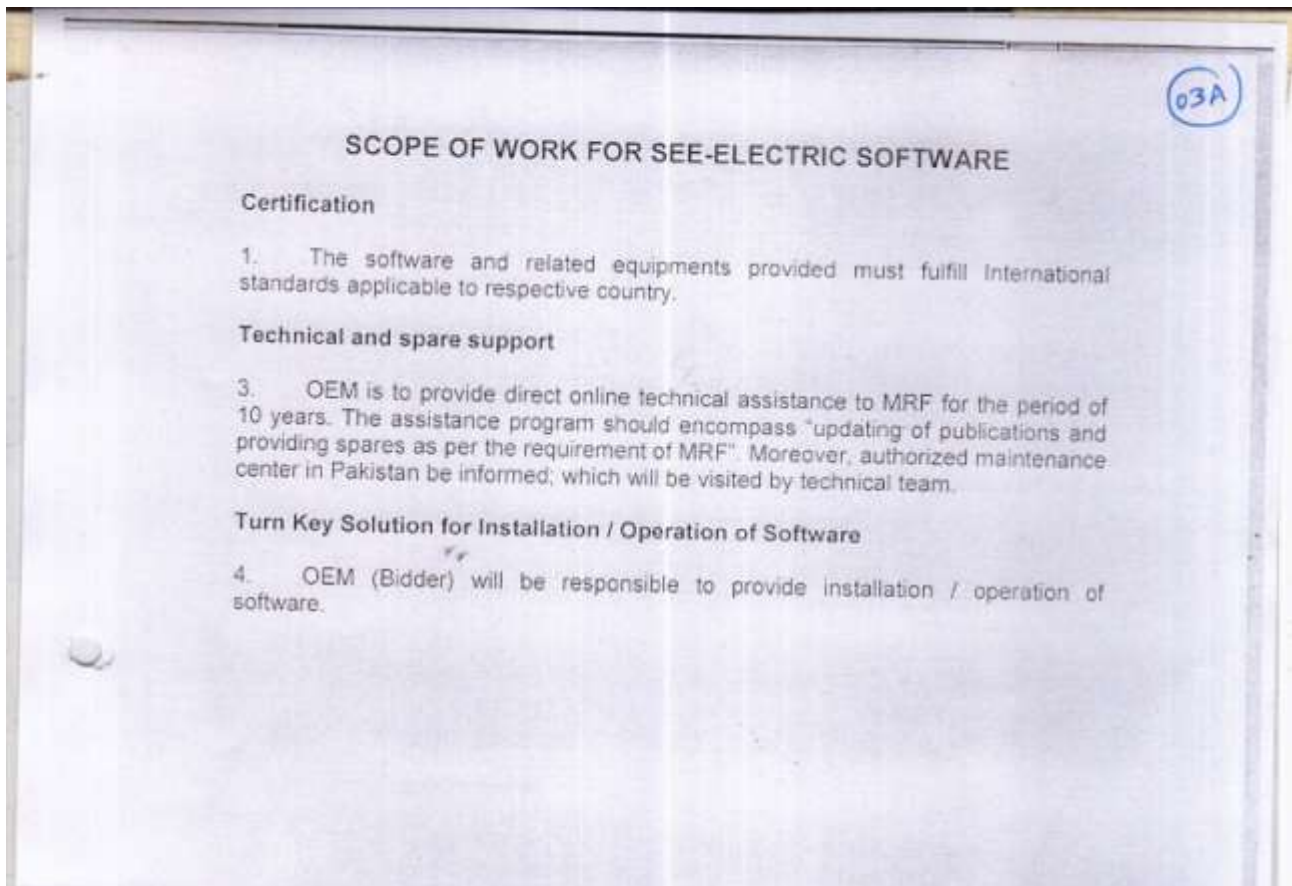 03A
SCOPE OF WORK FOR SEE-ELECTRIC SOFTWARE
Certification
1. The software and related equipments provided must fulfill International
standards applicable to respective country.
Technical and spare support
3. OEM is to provide direct online technical assistance to MRF for the period of
10 years. The assistance program should encompass "updating of publications and
providing spares as per the requirement of MRF". Moreover, authorized maintenance
center in Pakistan be informed; which will be visited by technical team.
Turn Key Solution for Installation / Operation of Software
4. OEM (Bidder) will be responsible to provide installation / operation of
software.